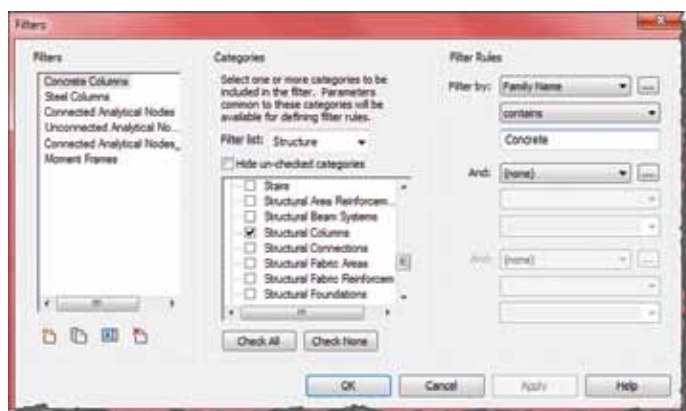 Filters
Filters
Concrete Columns
Steel Columns
Connected Analytical Nodes
Unconnected Analytical No...
Connected Analytical Nodes_
Moment Frames
Categories
Select one or more categories to be
included in the filter. Parameters
common to these categories will be
available for defining filter rules.
Filter list: Structure
Hide un-checked categories
Stairs
Structural Area Reinforcem...
Structural Beam Systems
Structural Columns
Structural Connections
Structural Fabric Areas
Structural Fabric Reinforcem
Structural Foundations
Check All
Check None
Filter Rules
Filter by: Family Name
...
contains
Concrete
And: (none)
...
And: (none)
...
OK
Cancel
Apply
Help